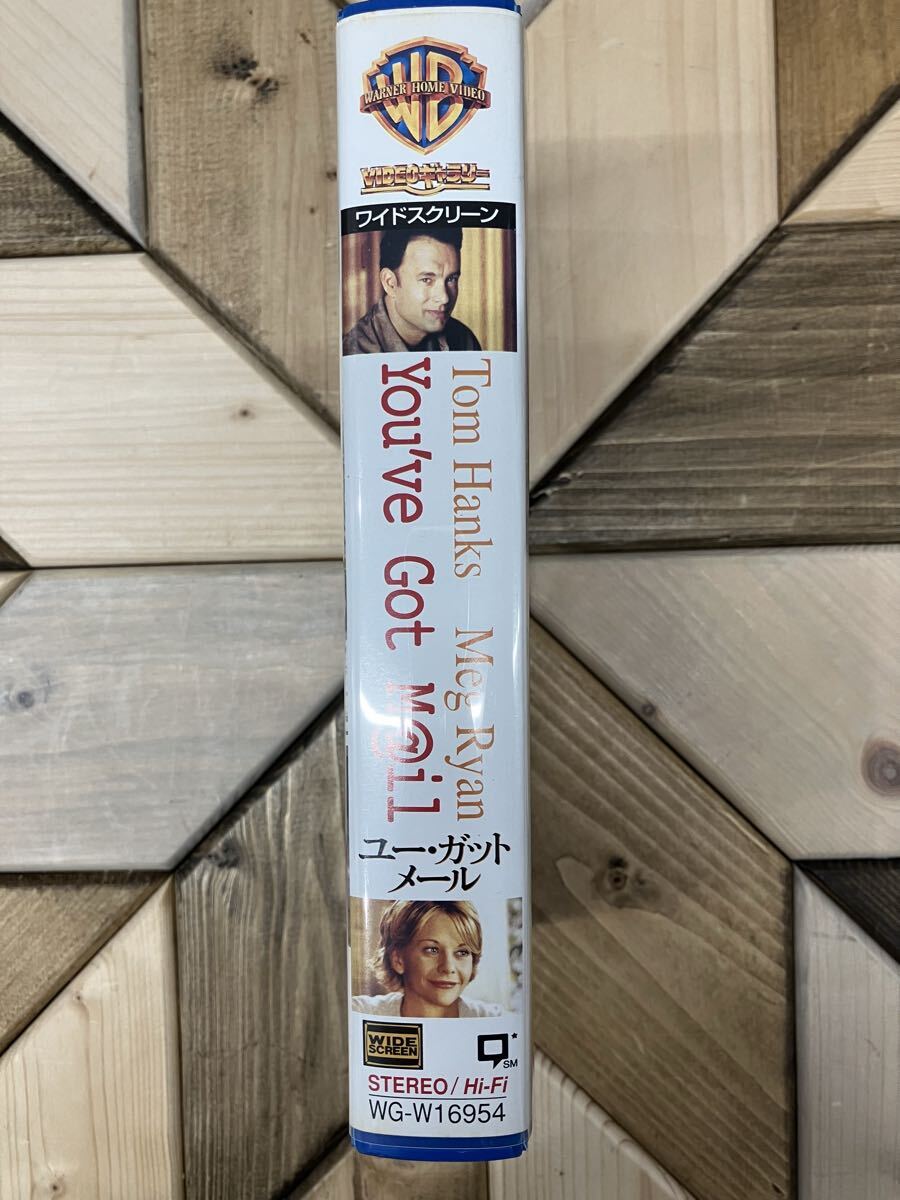 WB
WARNER HOME VIDEO
VIDEOギャラリー
ワイドスクリーン
Tom Hanks Meg Ryan
You've Got M@il
ユー・ガット
メール
WIDE
SCREEN
SM
STEREO/Hi-Fi
WG-W16954